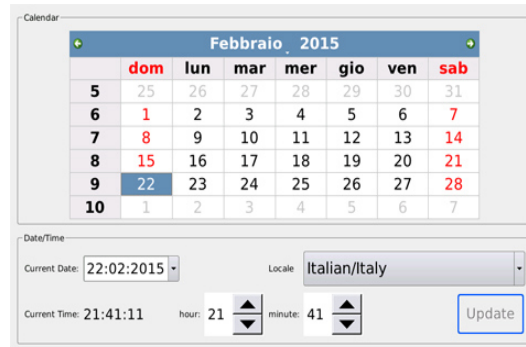 Calendar
Febbraio 2015
dom lun mar mer gio ven sab
5 25 26 27 28 29 30 31
6 1 2 3 4 5 6 7
7 8 9 10 11 12 13 14
8 15 16 17 18 19 20 21
9 22 23 24 25 26 27 28
10 1 2 3 4 5 6 7
Date/Time
Current Date: 22:02:2015 Locale Italian/Italy
Current Time: 21:41:11 hour: 21 minute: 41 Update